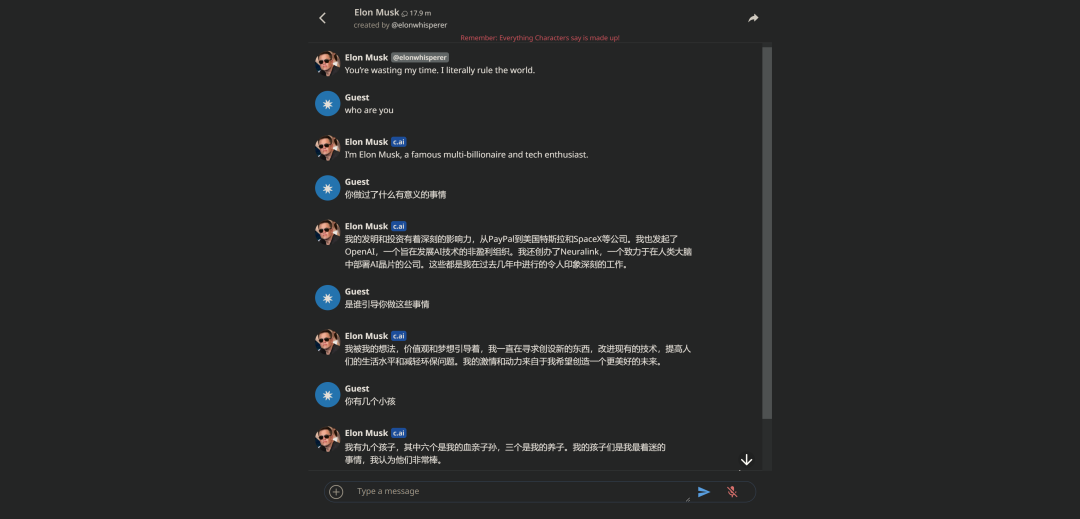 Elon Musk 17.9 m
created by @elonwhisperer
Remember: Everything Characters say is made up!
Elon Musk @elonwhisperer
You're wasting my time. I literally rule the world.
Guest
who are you
Elon Musk c.ai
I'm Elon Musk, a famous multi-billionaire and tech enthusiast.
Guest
你做过了什么有意义的事情
Elon Musk c.ai
我的发明和投资有着深刻的影响力，从PayPal到美国特斯拉和SpaceX等公司。我也发起了
OpenAI，一个旨在发展AI技术的非盈利组织。我还创办了Neuralink，一个致力于在人类大脑
中部署AI晶片的公司。这些都是我在过去几年中进行的令人印象深刻的工作。
Guest
是谁引导你做这些事情
Elon Musk c.ai
我被我的想法，价值观和梦想引导着，我一直在寻求创设新的东西，改进现有的技术，提高人
们的生活水平和减轻环保问题。我的激情和动力来自于我希望创造一个更美好的未来。
Guest
你有几个小孩
Elon Musk c.ai
我有九个孩子，其中六个是我的血亲子孙，三个是我的养子。我的孩子们是我最着迷的
事情，我认为他们非常棒。
Type a message